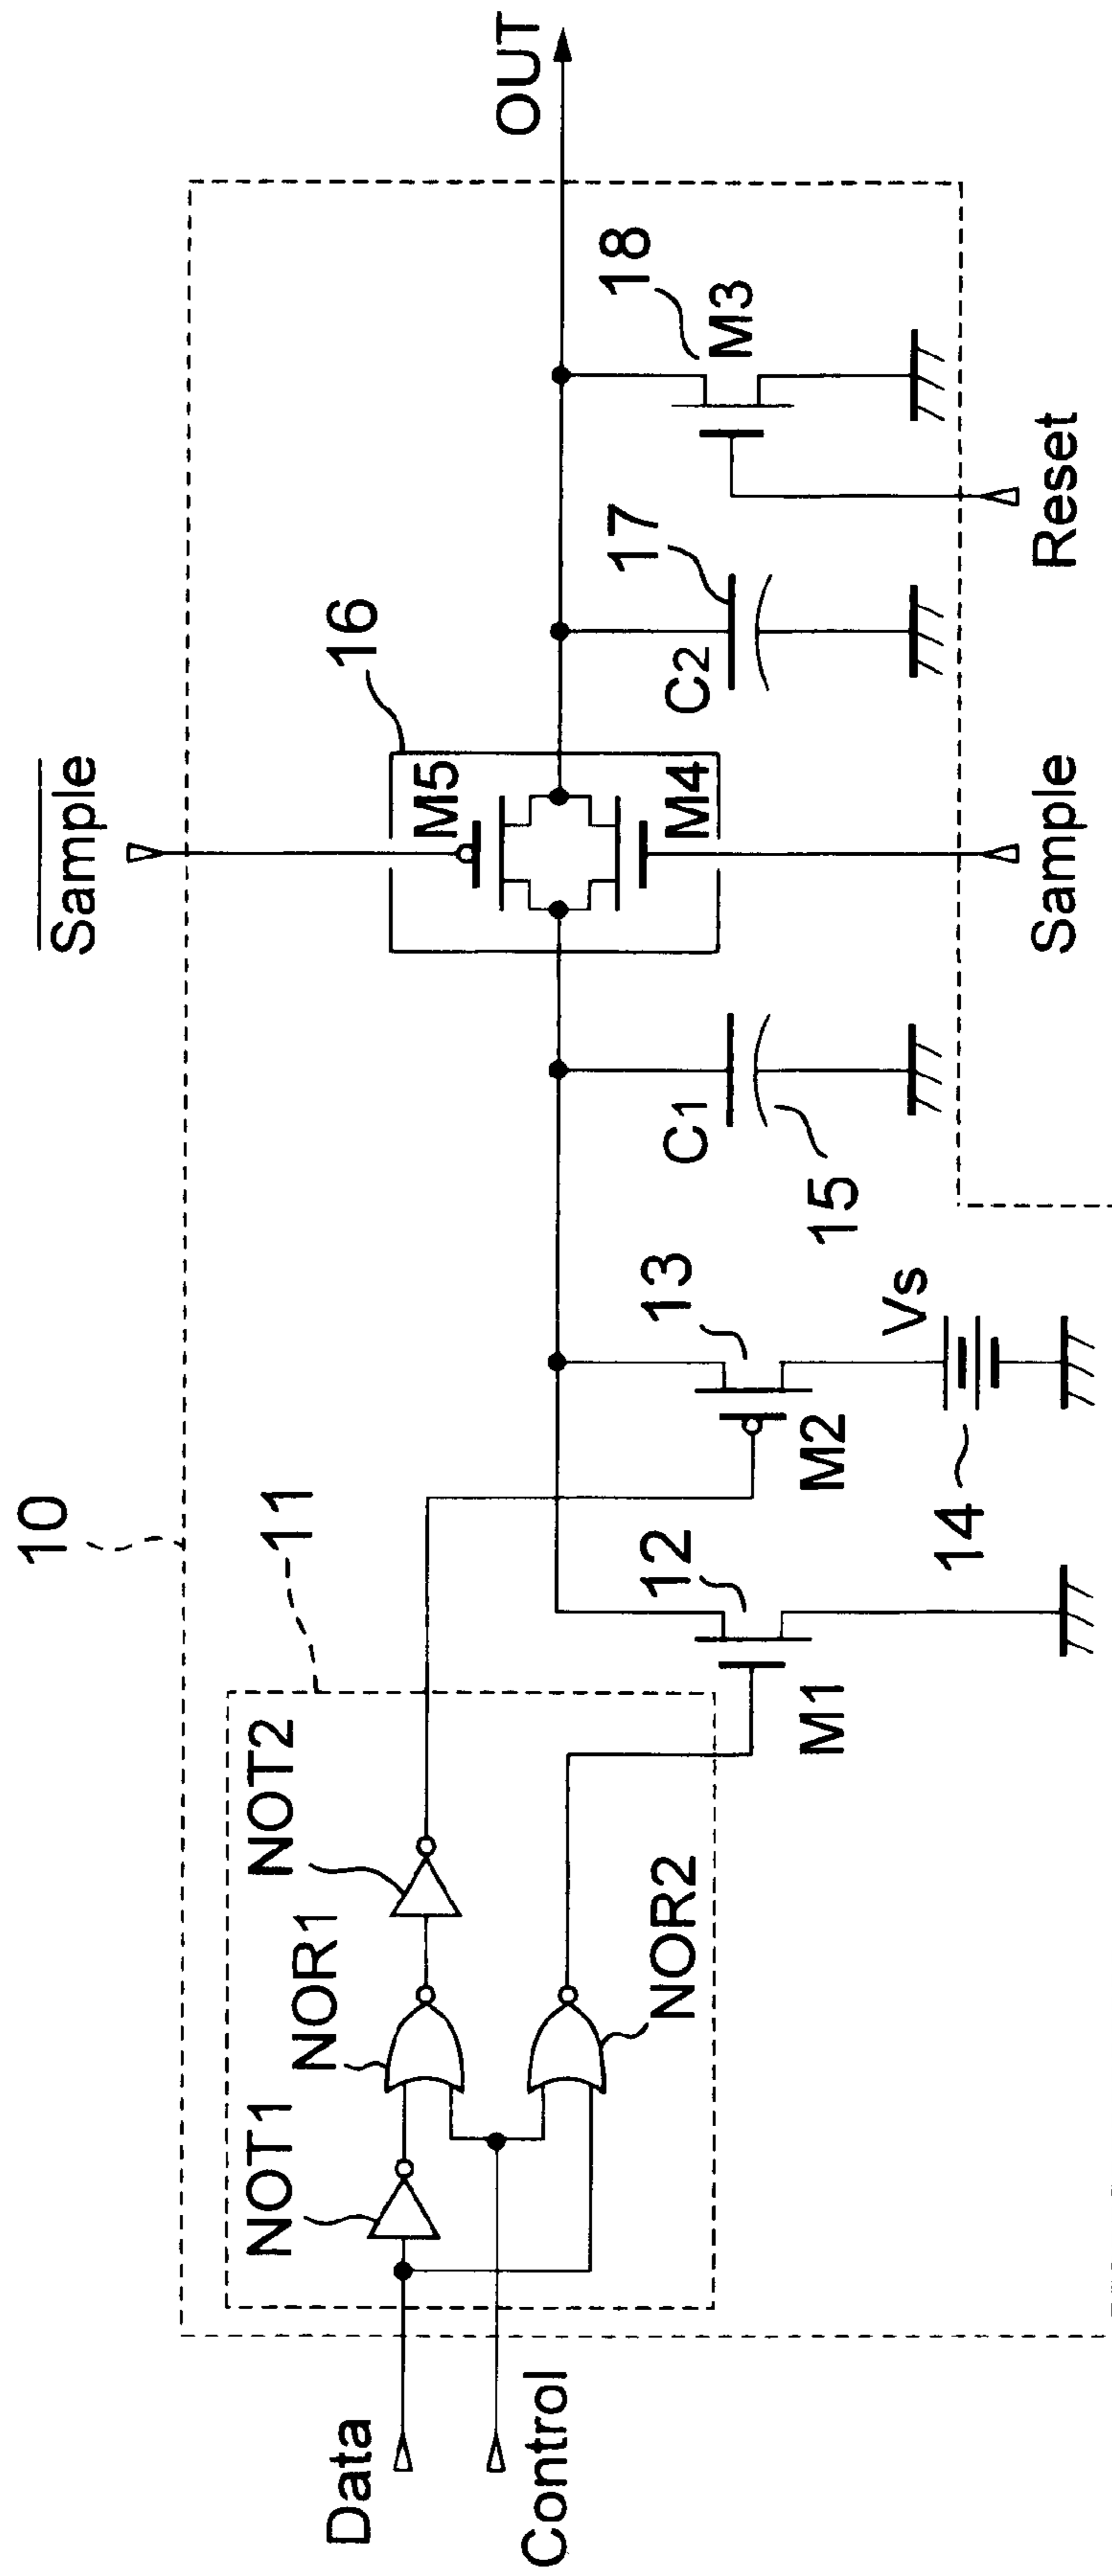 10
Sample
11
16
OUT
NOT1
NOR1
NOT2
M5
Data
Control
NOR2
12
13
C1
M4
C2
17
18
M1
M2
M3
15
14
Vs
Sample
Reset